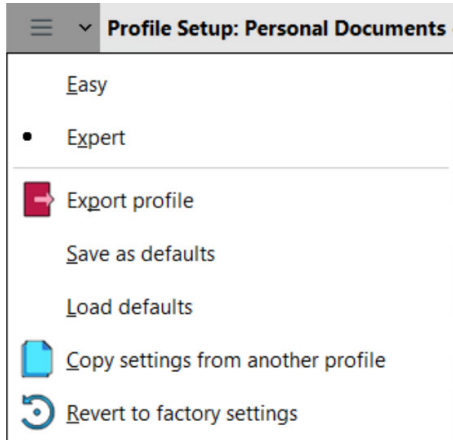 Profile Setup: Personal Documents
Easy
Expert
Export profile
Save as defaults
Load defaults
Copy settings from another profile
Revert to factory settings